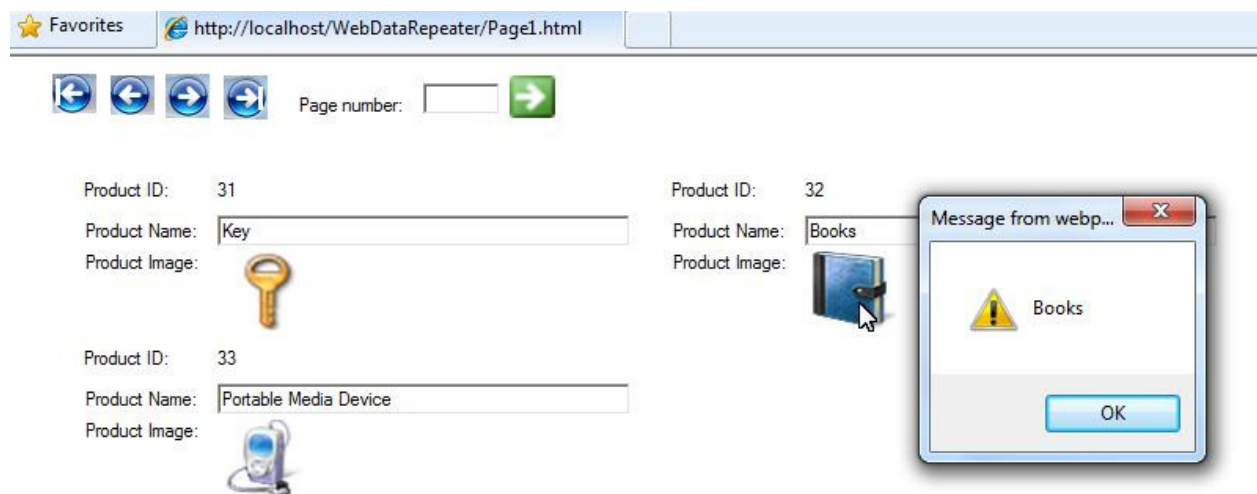 Favorites
http://localhost/WebDataRepeater/Page1.html
Page number:
Product ID: 31
Product Name: Key
Product Image:
Product ID: 32
Product Name: Books
Product Image:
Message from webp...
Books
OK
Product ID: 33
Product Name: Portable Media Device
Product Image: